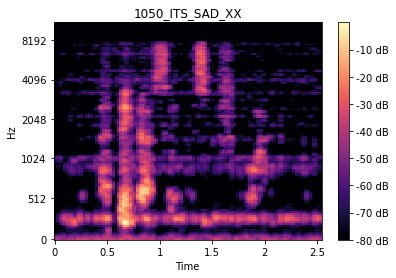 1050_ITS_SAD_XX
8192
4096
2048
1024
512
0
Hz
0
0.5
1
1.5
2
2.5
Time
-10 dB
-20 dB
-30 dB
-40 dB
-50 dB
-60 dB
-70 dB
-80 dB